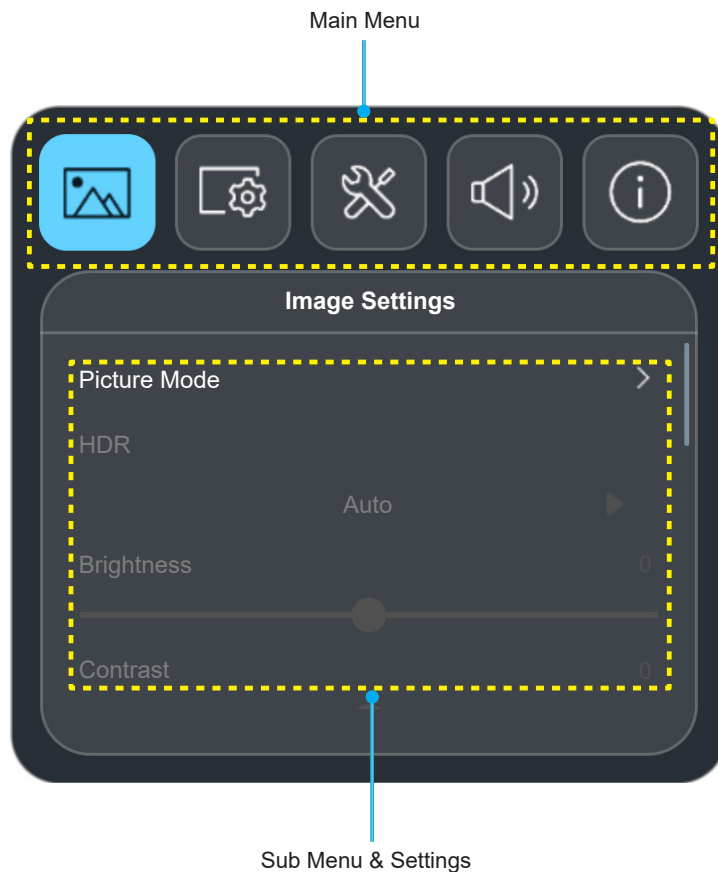 Main Menu
Image Settings
Picture Mode
HDR
Auto
Brightness 0
Contrast 0
Sub Menu & Settings